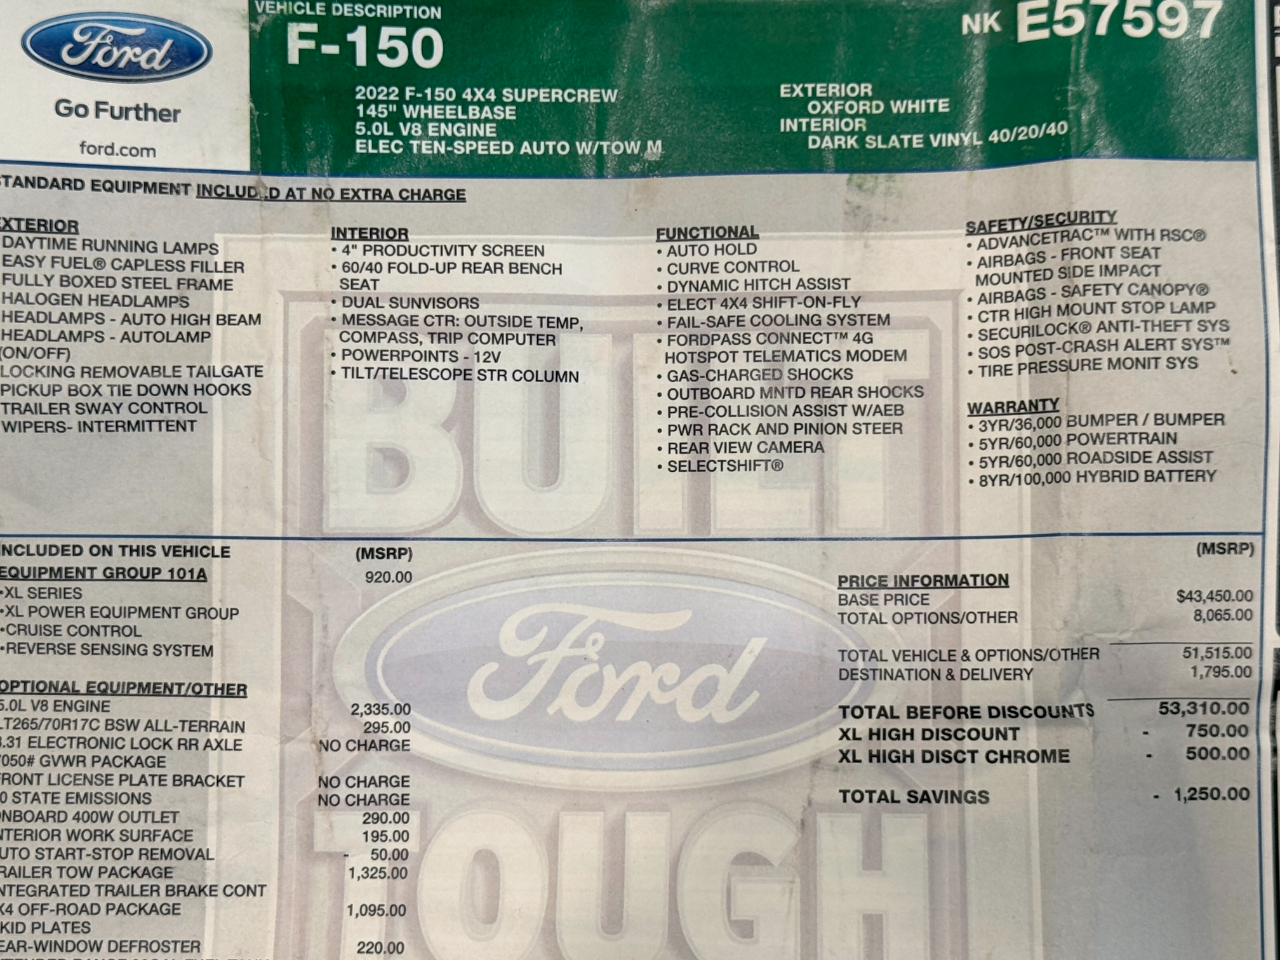 Ford
Go Further
ford.com
VEHICLE DESCRIPTION
F-150
2022 F-150 4X4 SUPERCREW
145" WHEELBASE
5.0L V8 ENGINE
ELEC TEN-SPEED AUTO W/TOW M
NK E57597
EXTERIOR
OXFORD WHITE
INTERIOR
DARK SLATE VINYL 40/20/40
TANDARD EQUIPMENT INCLUDED AT NO EXTRA CHARGE
EXTERIOR
DAYTIME RUNNING LAMPS
EASY FUEL® CAPLESS FILLER
FULLY BOXED STEEL FRAME
HALOGEN HEADLAMPS
HEADLAMPS - AUTO HIGH BEAM
HEADLAMPS - AUTOLAMP
(ON/OFF)
LOCKING REMOVABLE TAILGATE
PICKUP BOX TIE DOWN HOOKS
TRAILER SWAY CONTROL
WIPERS- INTERMITTENT
INTERIOR
• 4" PRODUCTIVITY SCREEN
• 60/40 FOLD-UP REAR BENCH
SEAT
• DUAL SUNVISORS
• MESSAGE CTR: OUTSIDE TEMP,
COMPASS, TRIP COMPUTER
• POWERPOINTS - 12V
• TILT/TELESCOPE STR COLUMN
FUNCTIONAL
• AUTO HOLD
• CURVE CONTROL
• DYNAMIC HITCH ASSIST
• ELECT 4X4 SHIFT-ON-FLY
• FAIL-SAFE COOLING SYSTEM
• FORDPASS CONNECT™ 4G
HOTSPOT TELEMATICS MODEM
• GAS-CHARGED SHOCKS
• OUTBOARD MNTD REAR SHOCKS
• PRE-COLLISION ASSIST W/AEB
• PWR RACK AND PINION STEER
• REAR VIEW CAMERA
• SELECTSHIFT®
SAFETY/SECURITY
• ADVANCETRAC™ WITH RSC®
• AIRBAGS - FRONT SEAT
MOUNTED SIDE IMPACT
• AIRBAGS - SAFETY CANOPY®
• CTR HIGH MOUNT STOP LAMP
• SECURILOCK® ANTI-THEFT SYS
• SOS POST-CRASH ALERT SYS™
• TIRE PRESSURE MONIT SYS
WARRANTY
• 3YR/36,000 BUMPER / BUMPER
• 5YR/60,000 POWERTRAIN
• 5YR/60,000 ROADSIDE ASSIST
• 8YR/100,000 HYBRID BATTERY
BUILT
Ford
TOUGH
INCLUDED ON THIS VEHICLE (MSRP)
EQUIPMENT GROUP 101A 920.00
•XL SERIES
•XL POWER EQUIPMENT GROUP
•CRUISE CONTROL
•REVERSE SENSING SYSTEM
OPTIONAL EQUIPMENT/OTHER
5.0L V8 ENGINE 2,335.00
LT265/70R17C BSW ALL-TERRAIN 295.00
3.31 ELECTRONIC LOCK RR AXLE NO CHARGE
7050# GVWR PACKAGE
FRONT LICENSE PLATE BRACKET NO CHARGE
0 STATE EMISSIONS NO CHARGE
ONBOARD 400W OUTLET 290.00
NTERIOR WORK SURFACE 195.00
UTO START-STOP REMOVAL - 50.00
RAILER TOW PACKAGE 1,325.00
NTEGRATED TRAILER BRAKE CONT
X4 OFF-ROAD PACKAGE 1,095.00
KID PLATES
EAR-WINDOW DEFROSTER 220.00
(MSRP)
PRICE INFORMATION
BASE PRICE $43,450.00
TOTAL OPTIONS/OTHER 8,065.00
TOTAL VEHICLE & OPTIONS/OTHER 51,515.00
DESTINATION & DELIVERY 1,795.00
TOTAL BEFORE DISCOUNTS 53,310.00
XL HIGH DISCOUNT - 750.00
XL HIGH DISCT CHROME - 500.00
TOTAL SAVINGS - 1,250.00